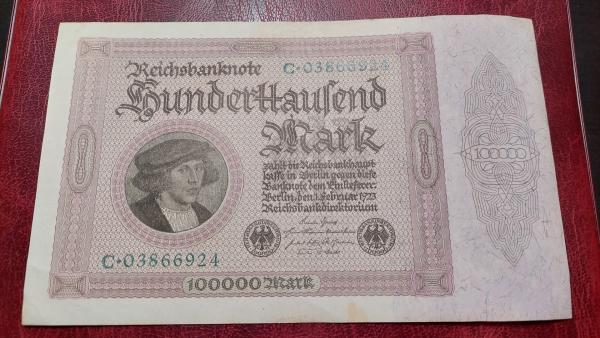 Reichsbanknote
C·03866924
Hunderttausend
Mark
zahlt die Reichsbankhaupt
kasse in Berlin gegen diese
Banknote dem Einlieferer.
Berlin, den 1. Februar 1923
Reichsbankdirektorium
100000
C·03866924
100000 Mark